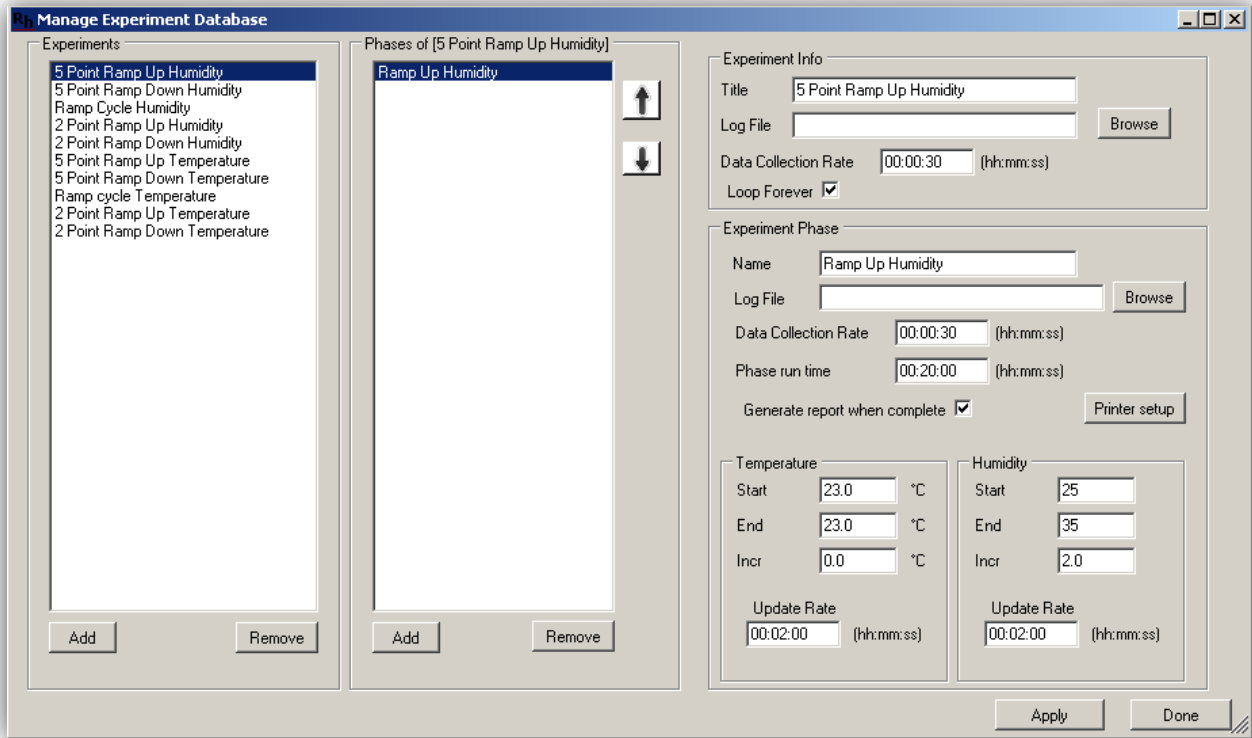 Rh Manage Experiment Database
Experiments
5 Point Ramp Up Humidity
5 Point Ramp Down Humidity
Ramp Cycle Humidity
2 Point Ramp Up Humidity
2 Point Ramp Down Humidity
5 Point Ramp Up Temperature
5 Point Ramp Down Temperature
Ramp cycle Temperature
2 Point Ramp Up Temperature
2 Point Ramp Down Temperature
Add Remove
Phases of [5 Point Ramp Up Humidity]
Ramp Up Humidity
Add Remove
Experiment Info
Title 5 Point Ramp Up Humidity
Log File Browse
Data Collection Rate 00:00:30 (hh:mm:ss)
Loop Forever
Experiment Phase
Name Ramp Up Humidity
Log File Browse
Data Collection Rate 00:00:30 (hh:mm:ss)
Phase run time 00:20:00 (hh:mm:ss)
Generate report when complete Printer setup
Temperature
Start 23.0 °C
End 23.0 °C
Incr 0.0 °C
Update Rate
00:02:00 (hh:mm:ss)
Humidity
Start 25
End 35
Incr 2.0
Update Rate
00:02:00 (hh:mm:ss)
Apply Done